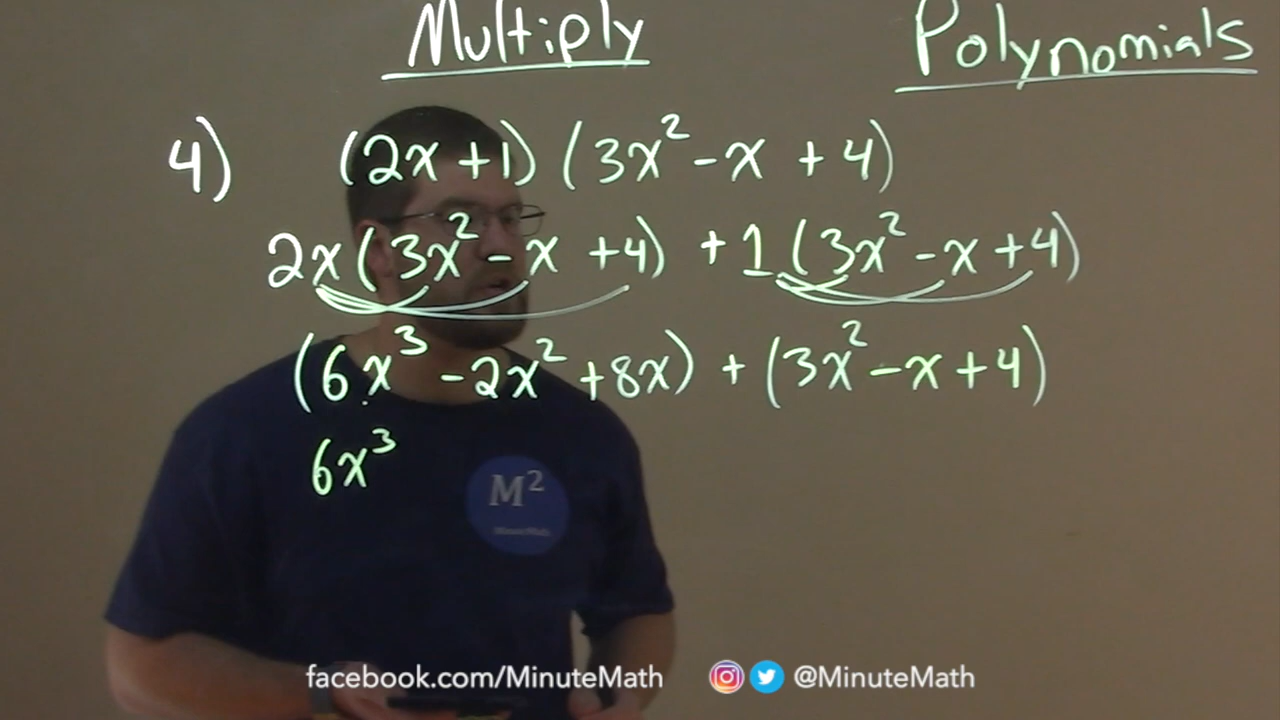 Multiply Polynomials
4) (2x +1) (3x² - x + 4)
2x(3x² - x +4) + 1(3x² - x + 4)
(6x³ - 2x² + 8x) + (3x² - x + 4)
6x³
M²
MinuteMath
facebook.com/MinuteMath @MinuteMath